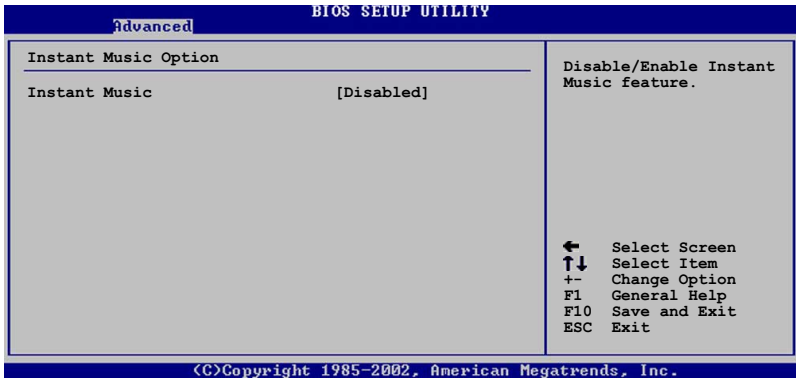 BIOS SETUP UTILITY
Advanced
Instant Music Option
Instant Music [Disabled]
Disable/Enable Instant
Music feature.
← Select Screen
↑↓ Select Item
+- Change Option
F1 General Help
F10 Save and Exit
ESC Exit
(C)Copyright 1985-2002, American Megatrends, Inc.